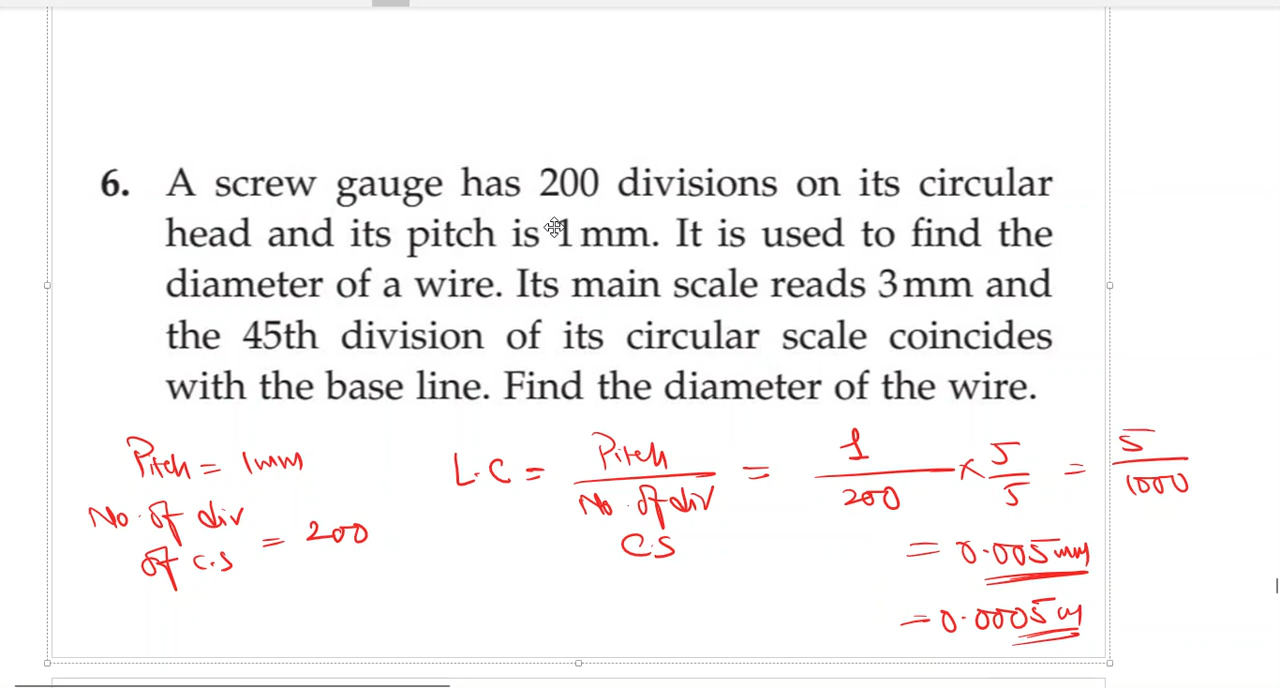 6. A screw gauge has 200 divisions on its circular
head and its pitch is 1 mm. It is used to find the
diameter of a wire. Its main scale reads 3 mm and
the 45th division of its circular scale coincides
with the base line. Find the diameter of the wire.
Pitch = 1mm
No. of div
of C.S = 200
L.C = Pitch / No. of div CS = 1 / 200 × 5 / 5 = 5 / 1000
= 0.005 mm
= 0.0005 cm